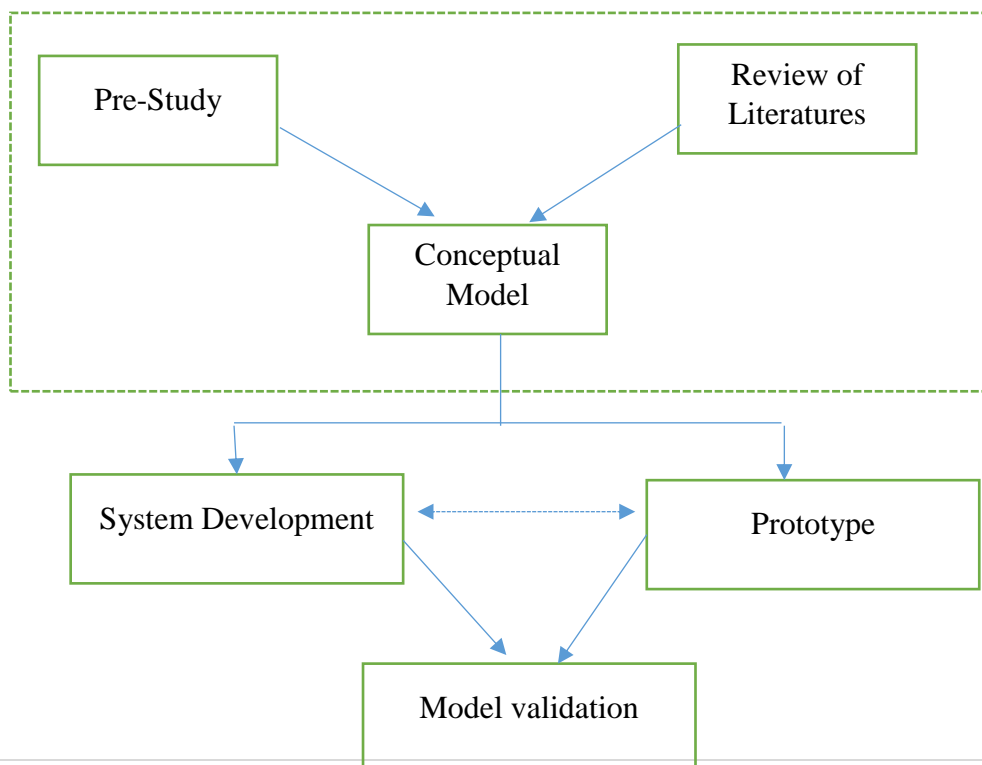 Pre-Study
Review of
Literatures
Conceptual
Model
System Development
Prototype
Model validation